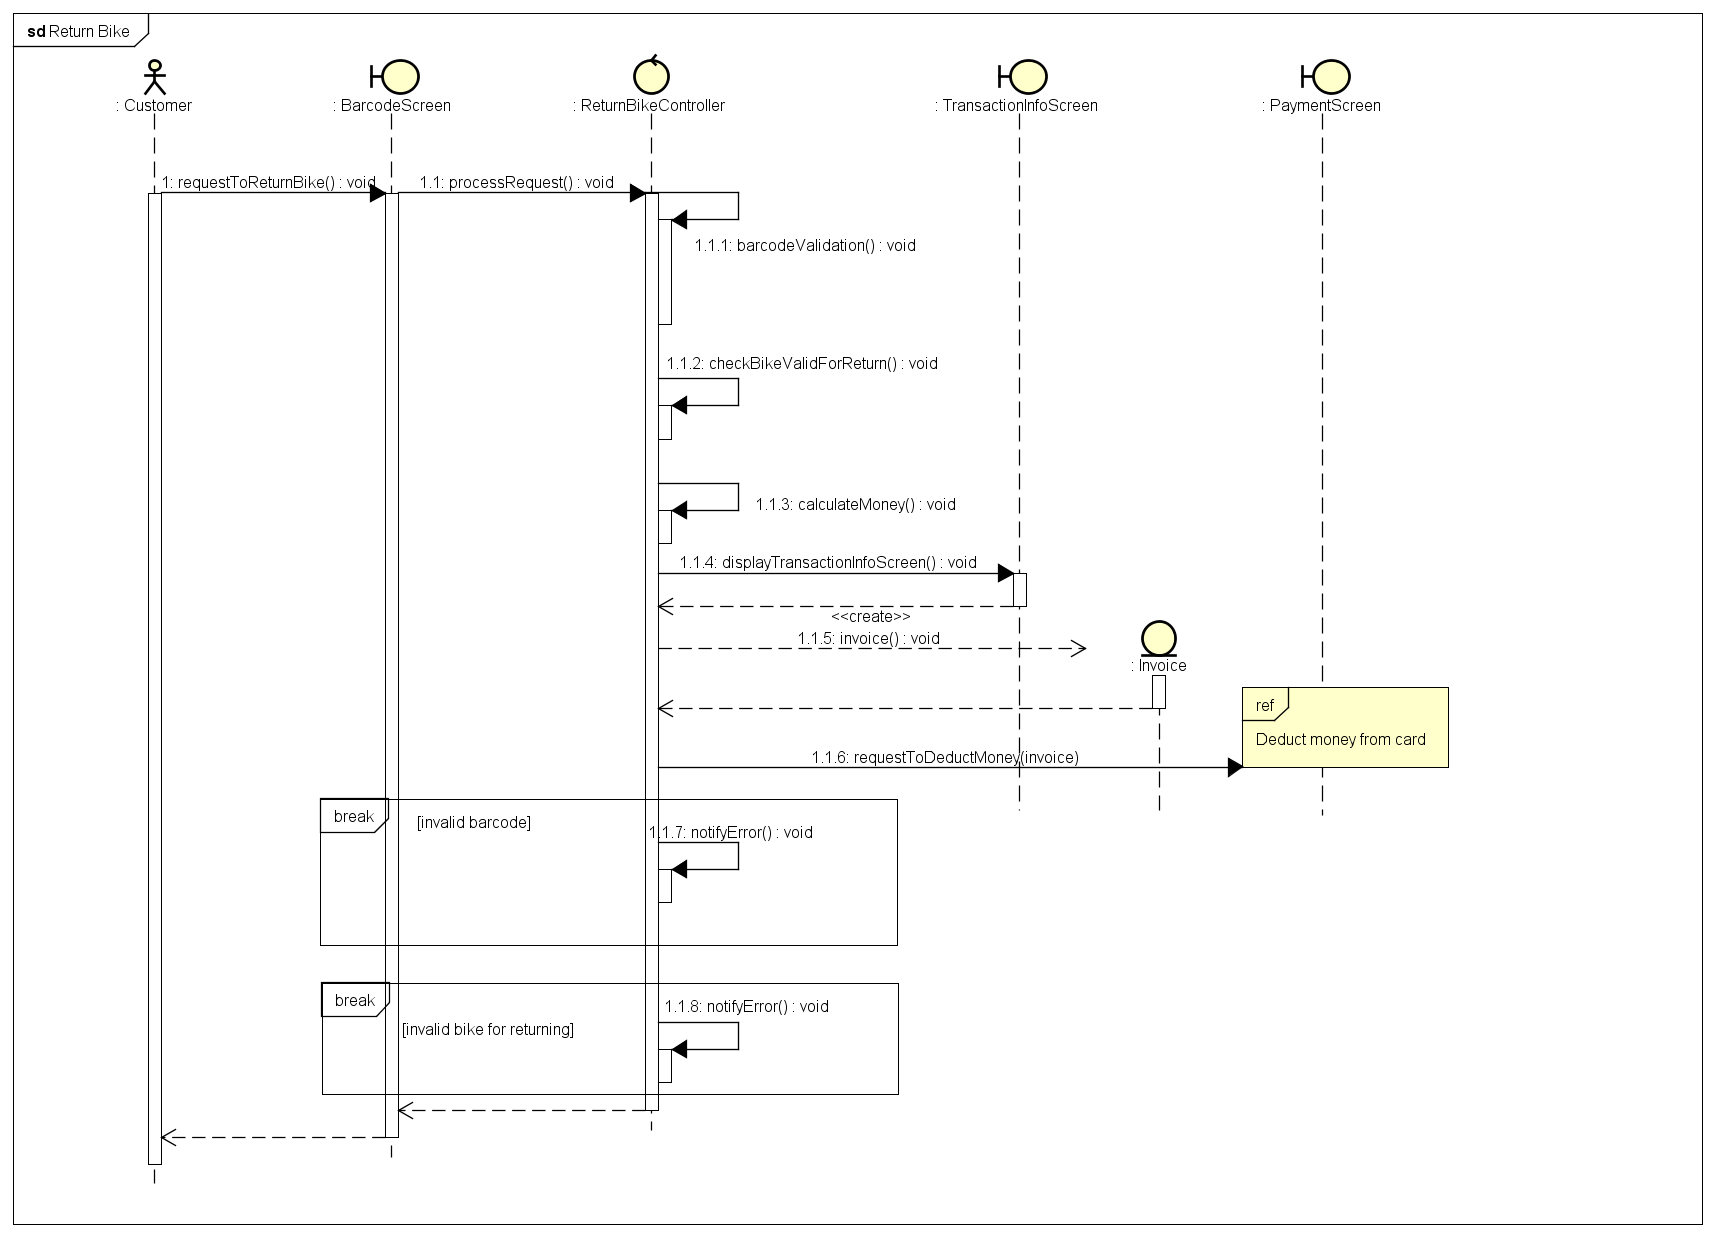 sd Return Bike
: Customer
: BarcodeScreen
: ReturnBikeController
: TransactionInfoScreen
: PaymentScreen
1: requestToReturnBike() : void
1.1: processRequest() : void
1.1.1: barcodeValidation() : void
1.1.2: checkBikeValidForReturn() : void
1.1.3: calculateMoney() : void
1.1.4: displayTransactionInfoScreen() : void
<<create>>
1.1.5: invoice() : void
: Invoice
ref
Deduct money from card
1.1.6: requestToDeductMoney(invoice)
break
[invalid barcode]
1.1.7: notifyError() : void
break
1.1.8: notifyError() : void
[invalid bike for returning]